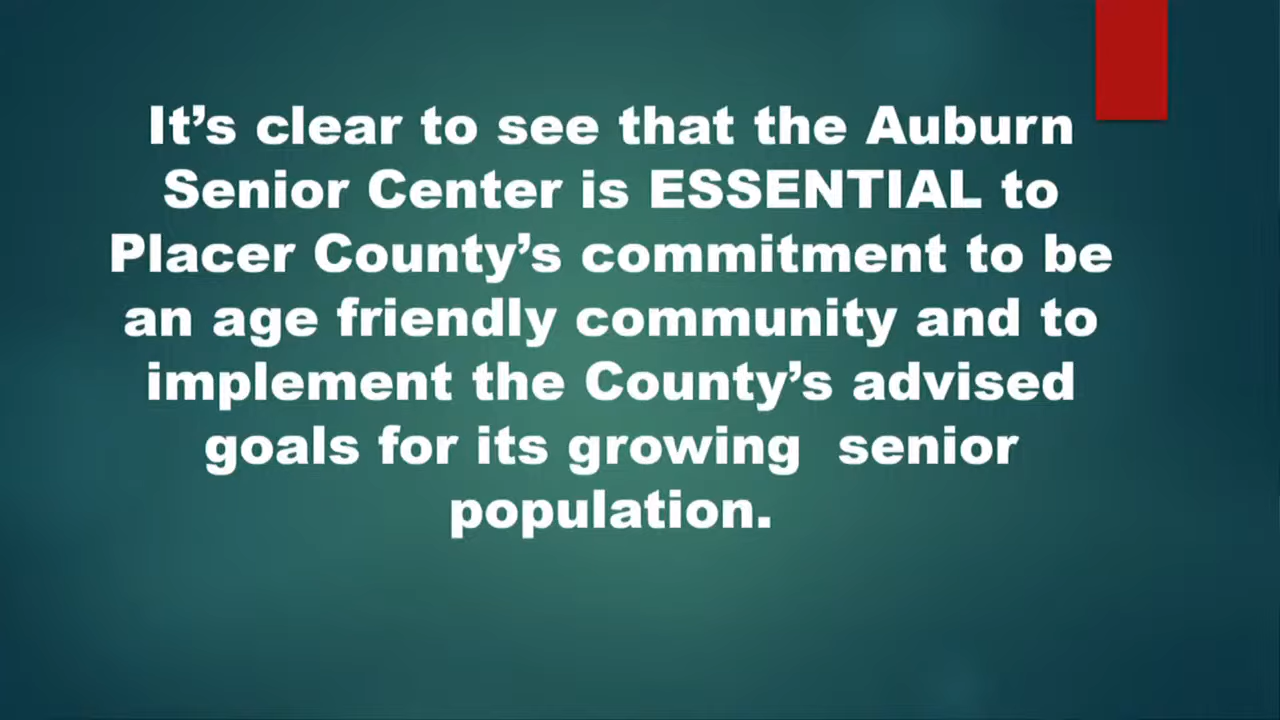 It’s clear to see that the Auburn
Senior Center is ESSENTIAL to
Placer County’s commitment to be
an age friendly community and to
implement the County’s advised
goals for its growing  senior
population.